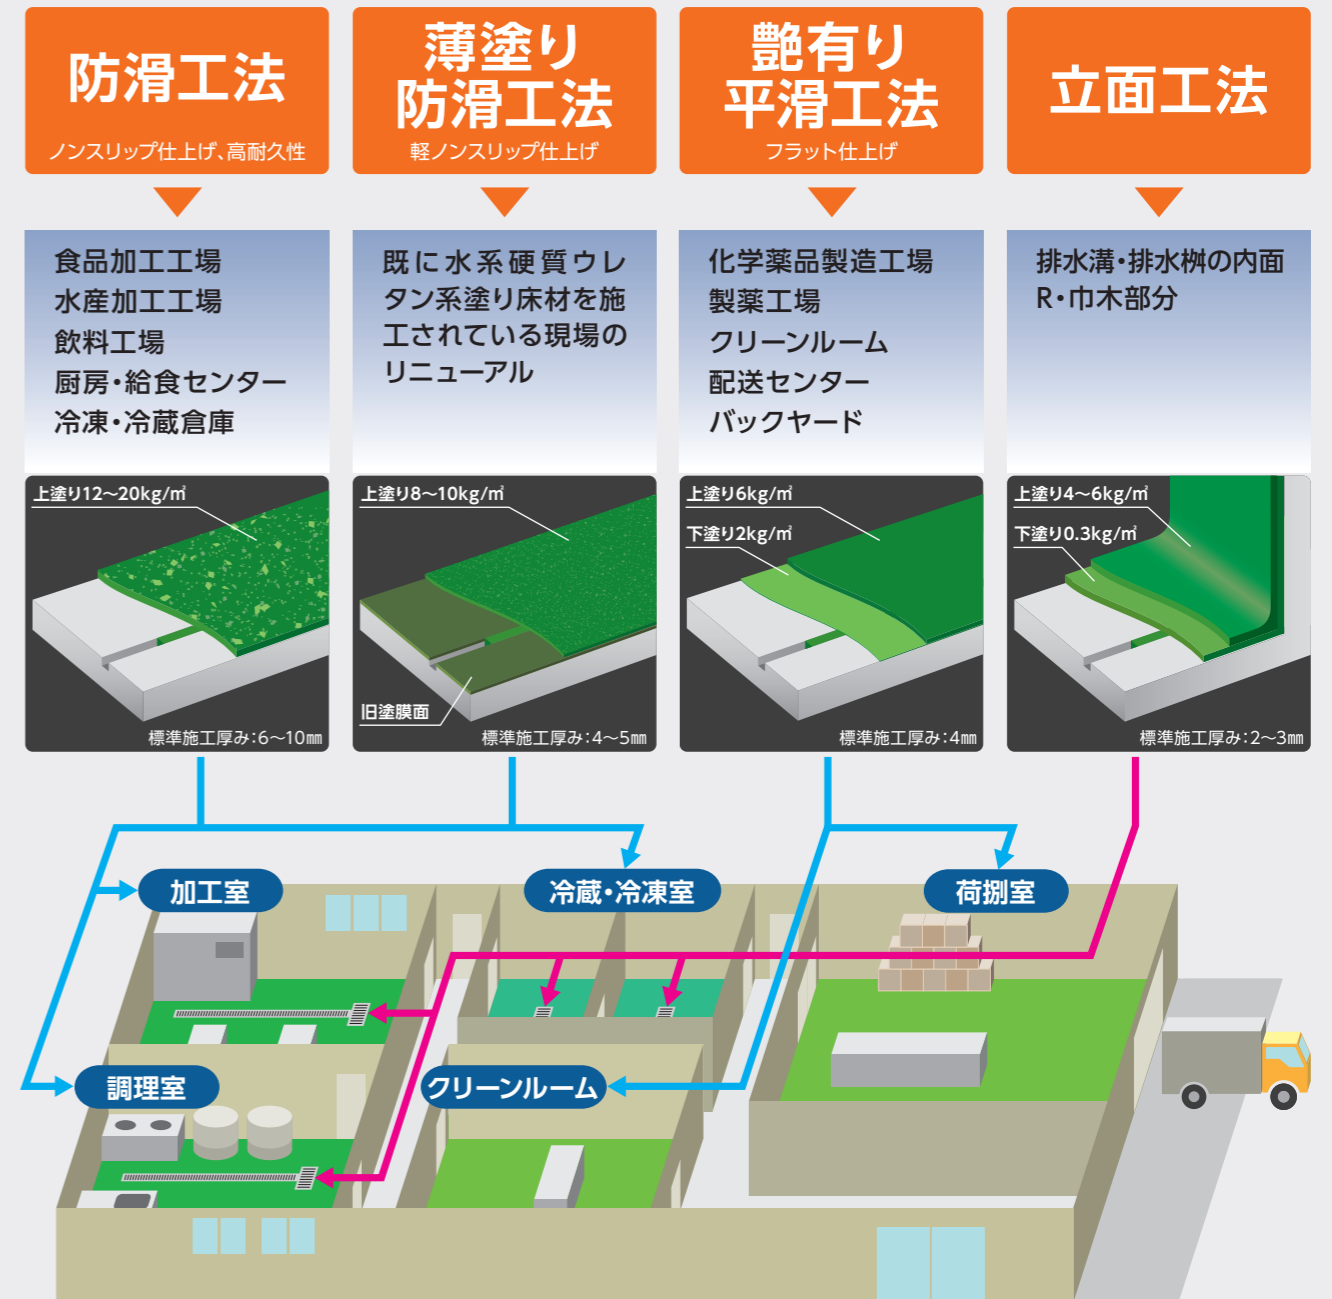 防滑工法
ノンスリップ仕上げ、高耐久性
薄塗り
防滑工法
軽ノンスリップ仕上げ
艶有り
平滑工法
フラット仕上げ
立面工法
食品加工工場
水産加工工場
飲料工場
厨房・給食センター
冷凍・冷蔵倉庫
既に水系硬質ウレ
タン系塗り床材を施
工されている現場の
リニューアル
化学薬品製造工場
製薬工場
クリーンルーム
配送センター
バックヤード
排水溝・排水桝の内面
R・巾木部分
上塗り12〜20kg/㎡
標準施工厚み：6〜10㎜
上塗り8〜10kg/㎡
旧塗膜面
標準施工厚み：4〜5㎜
上塗り6kg/㎡
下塗り2kg/㎡
標準施工厚み：4㎜
上塗り4〜6kg/㎡
下塗り0.3kg/㎡
標準施工厚み：2〜3㎜
加工室
冷蔵・冷凍室
荷捌室
調理室
クリーンルーム